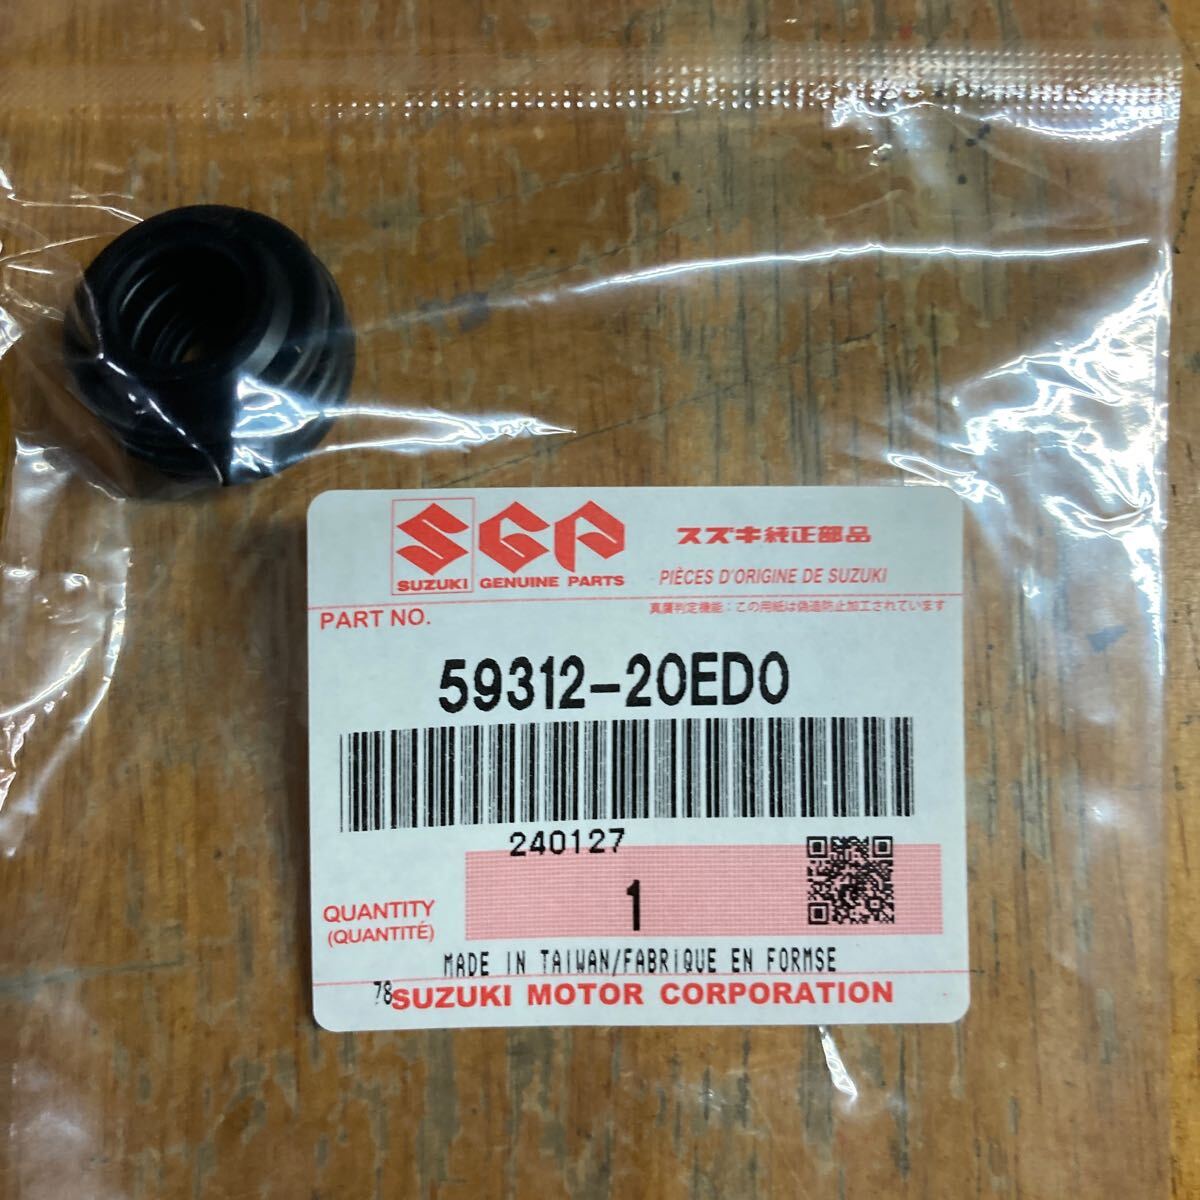 SUZUKI
SGP
GENUINE PARTS
スズキ純正部品
PIÈCES D'ORIGINE DE SUZUKI
真贋判定機能：この用紙は偽造防止加工されています
PART NO.
59312-20ED0
240127
QUANTITY
(QUANTITÉ)
1
MADE IN TAIWAN/FABRIQUE EN FORMSE
78
SUZUKI MOTOR CORPORATION